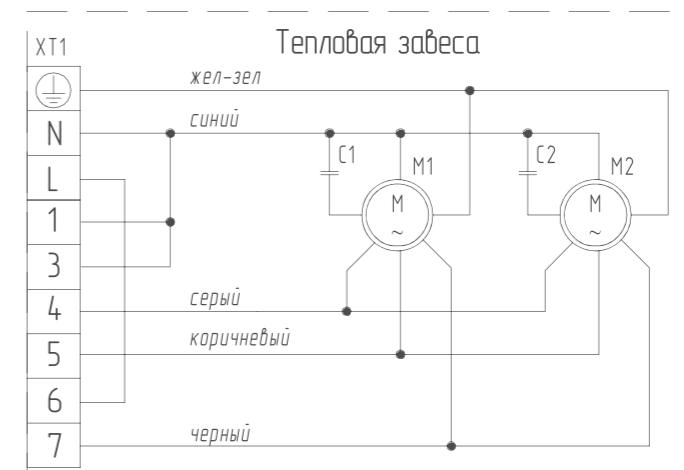 Тепловая завеса
XT1
жел-зел
N
синий
L
C1
M1
C2
M2
M
~
M
~
1
3
4
серый
5
коричневый
6
7
черный